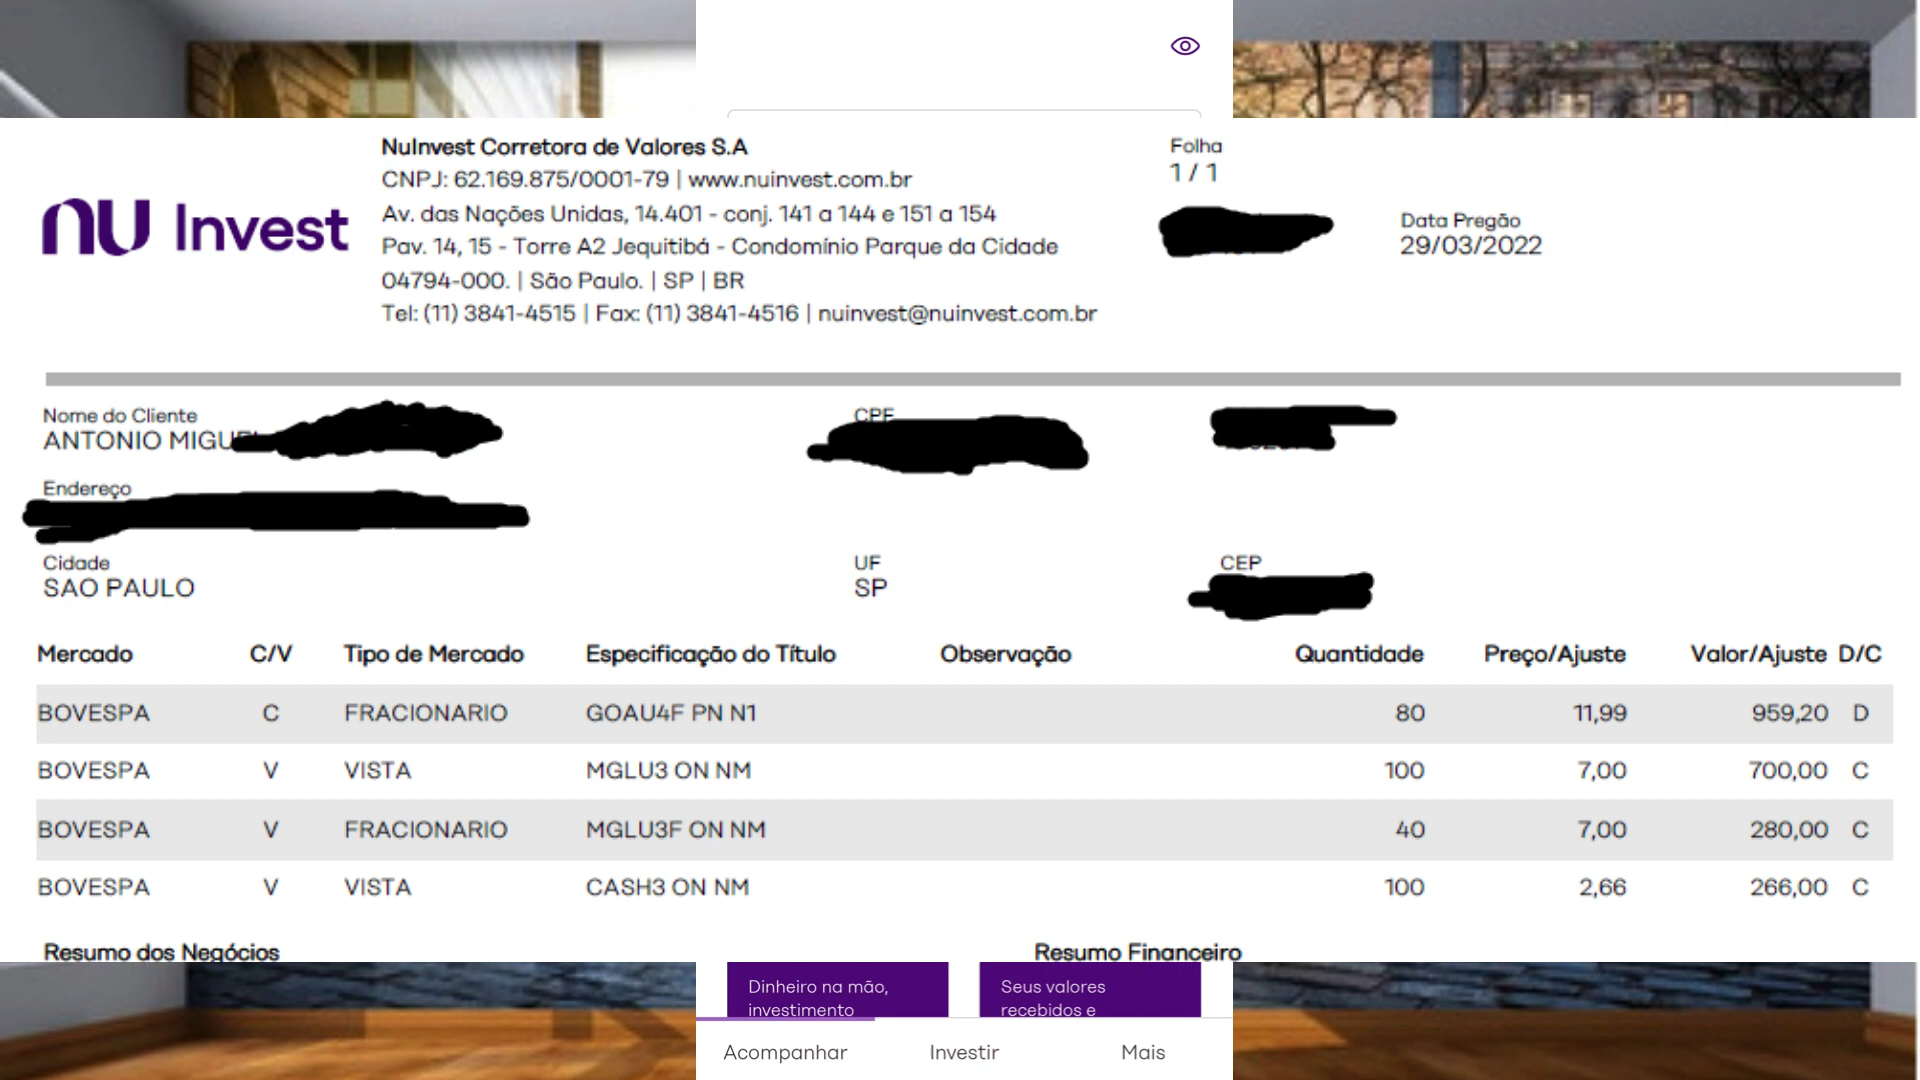 nu Invest
NuInvest Corretora de Valores S.A
CNPJ: 62.169.875/0001-79 | www.nuinvest.com.br
Av. das Nações Unidas, 14.401 - conj. 141 a 144 e 151 a 154
Pav. 14, 15 - Torre A2 Jequitibá - Condomínio Parque da Cidade
04794-000. | São Paulo. | SP | BR
Tel: (11) 3841-4515 | Fax: (11) 3841-4516 | nuinvest@nuinvest.com.br
Folha
1 / 1
Data Pregão
29/03/2022
Nome do Cliente
ANTONIO MIGUEL
CPF
Endereço
Cidade
SAO PAULO
UF
SP
CEP
Mercado C/V Tipo de Mercado Especificação do Título Observação Quantidade Preço/Ajuste Valor/Ajuste D/C
BOVESPA C FRACIONARIO GOAU4F PN N1 80 11,99 959,20 D
BOVESPA V VISTA MGLU3 ON NM 100 7,00 700,00 C
BOVESPA V FRACIONARIO MGLU3F ON NM 40 7,00 280,00 C
BOVESPA V VISTA CASH3 ON NM 100 2,66 266,00 C
Resumo dos Negócios Resumo Financeiro
Dinheiro na mão,
investimento
Seus valores
recebidos e
Acompanhar Investir Mais